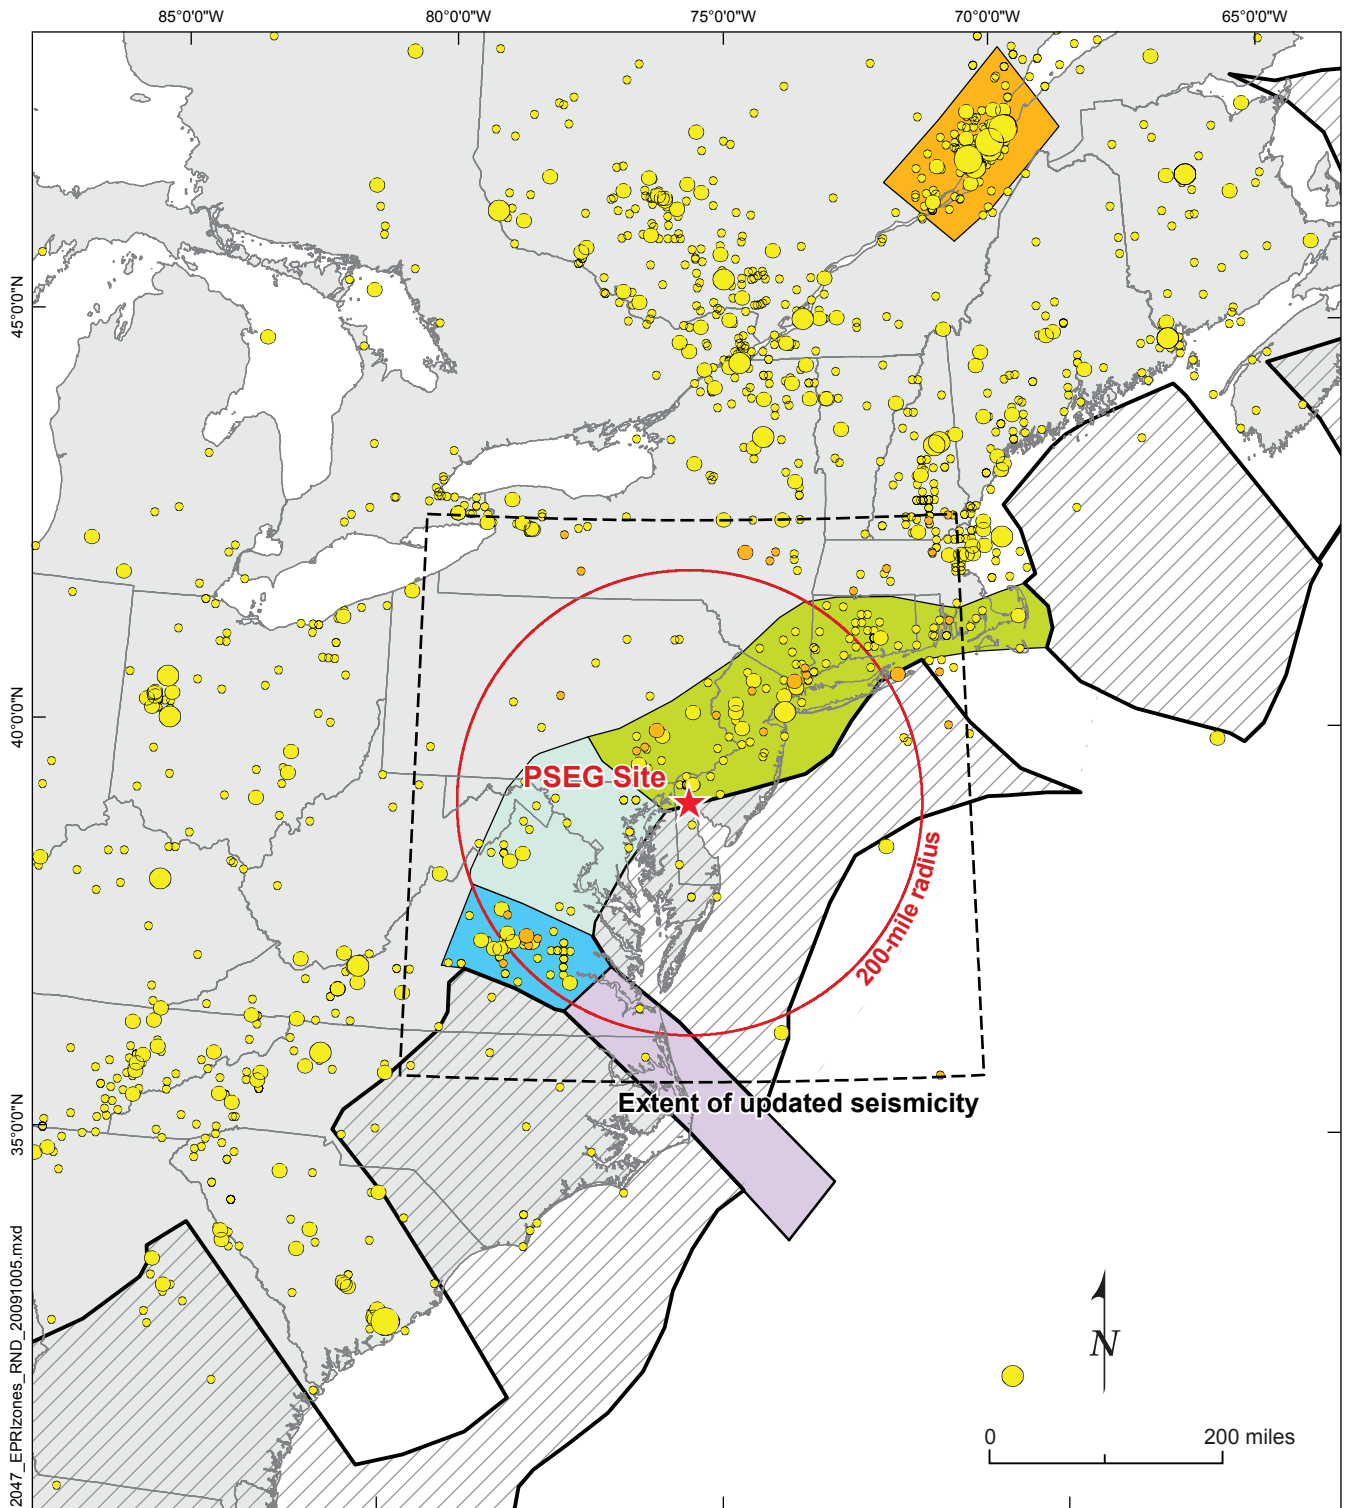 85°0'0"W
80°0'0"W
75°0'0"W
70°0'0"W
65°0'0"W
45°0'0"N
40°0'0"N
35°0'0"N
PSEG Site
200-mile radius
Extent of updated seismicity
N
0
200 miles
2047_EPRIzones_RND_20091005.mxd